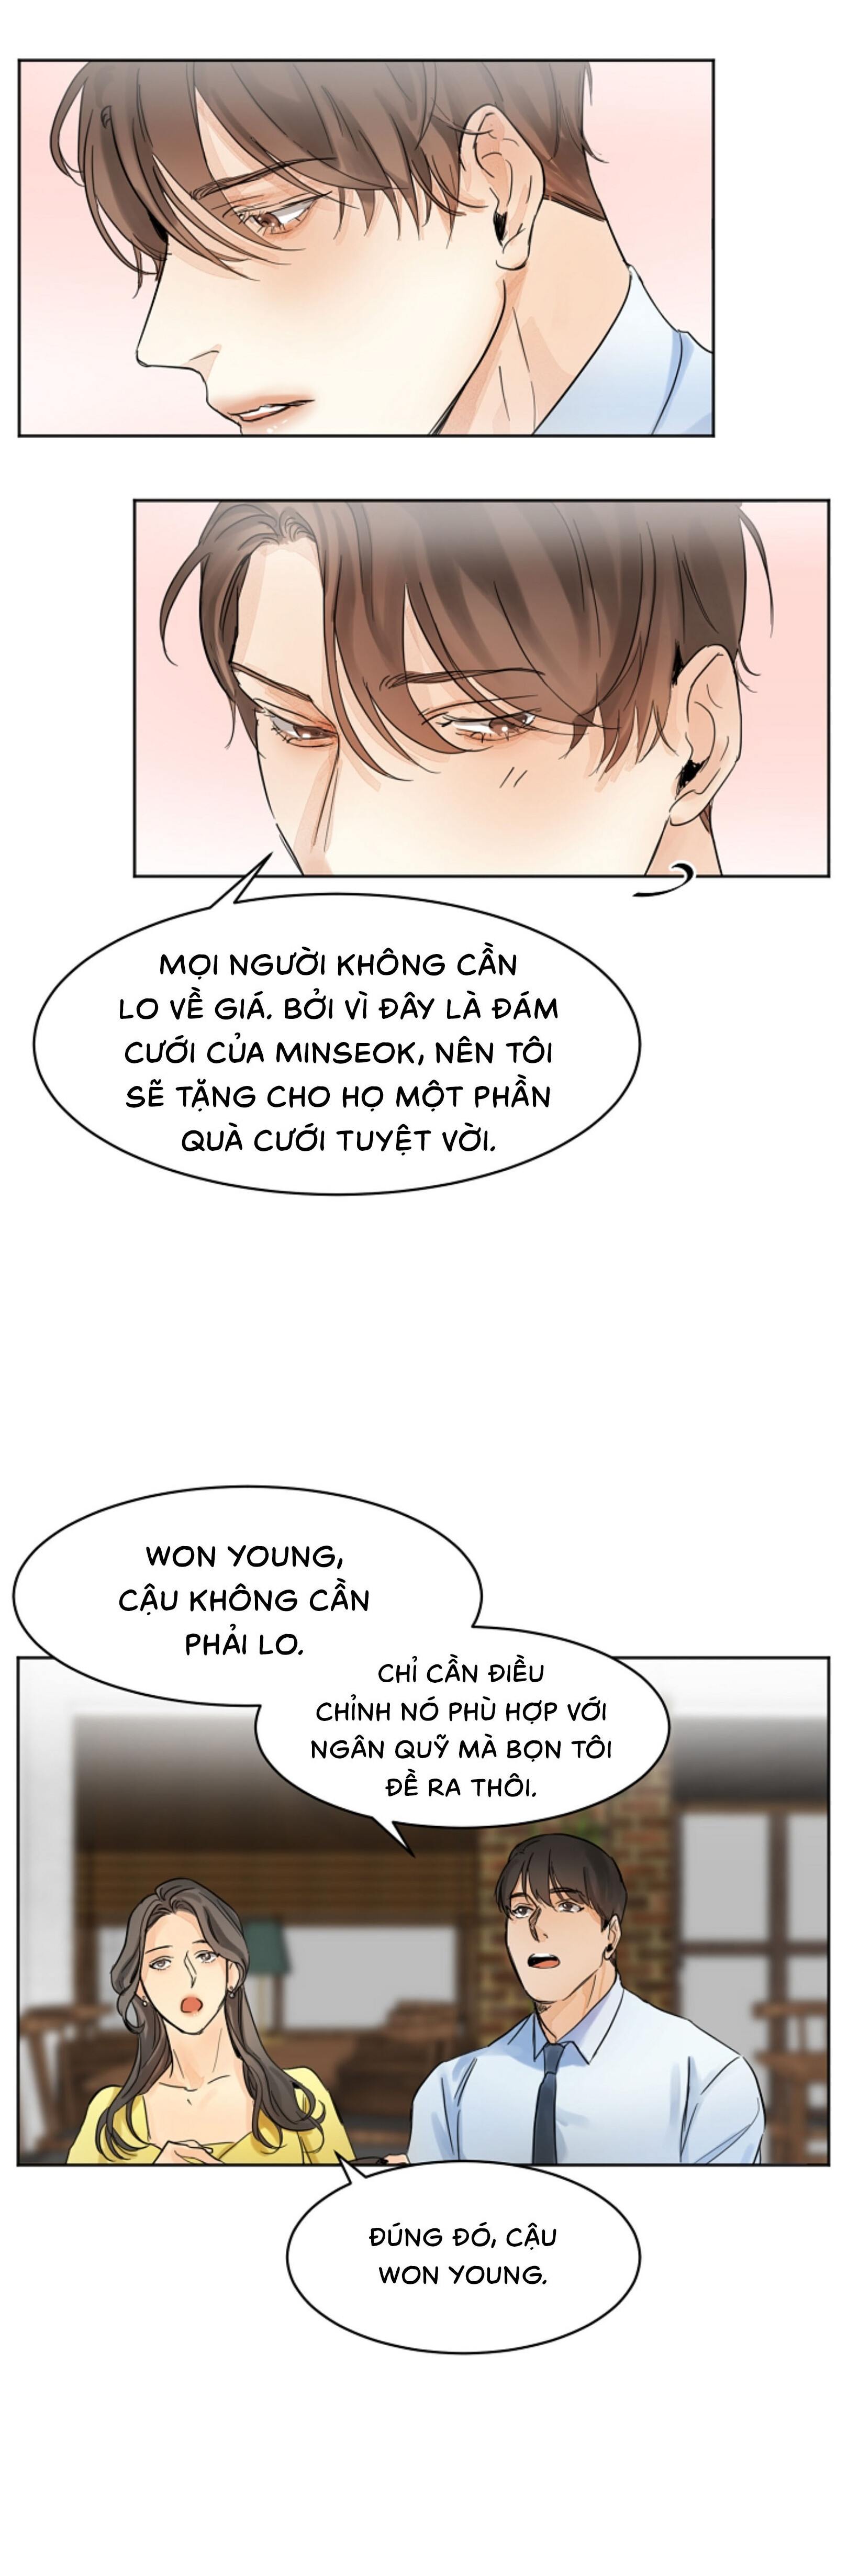 MỌI NGƯỜI KHÔNG CẦN
LO VỀ GIÁ. BỞI VÌ ĐÂY LÀ ĐÁM
CƯỚI CỦA MINSEOK, NÊN TÔI
SẼ TẶNG CHO HỌ MỘT PHẦN
QUÀ CƯỚI TUYỆT VỜI.
WON YOUNG,
CẬU KHÔNG CẦN
PHẢI LO.
CHỈ CẦN ĐIỀU
CHỈNH NÓ PHÙ HỢP VỚI
NGÂN QUỸ MÀ BỌN TÔI
ĐỀ RA THÔI.
ĐÚNG ĐÓ, CẬU
WON YOUNG.